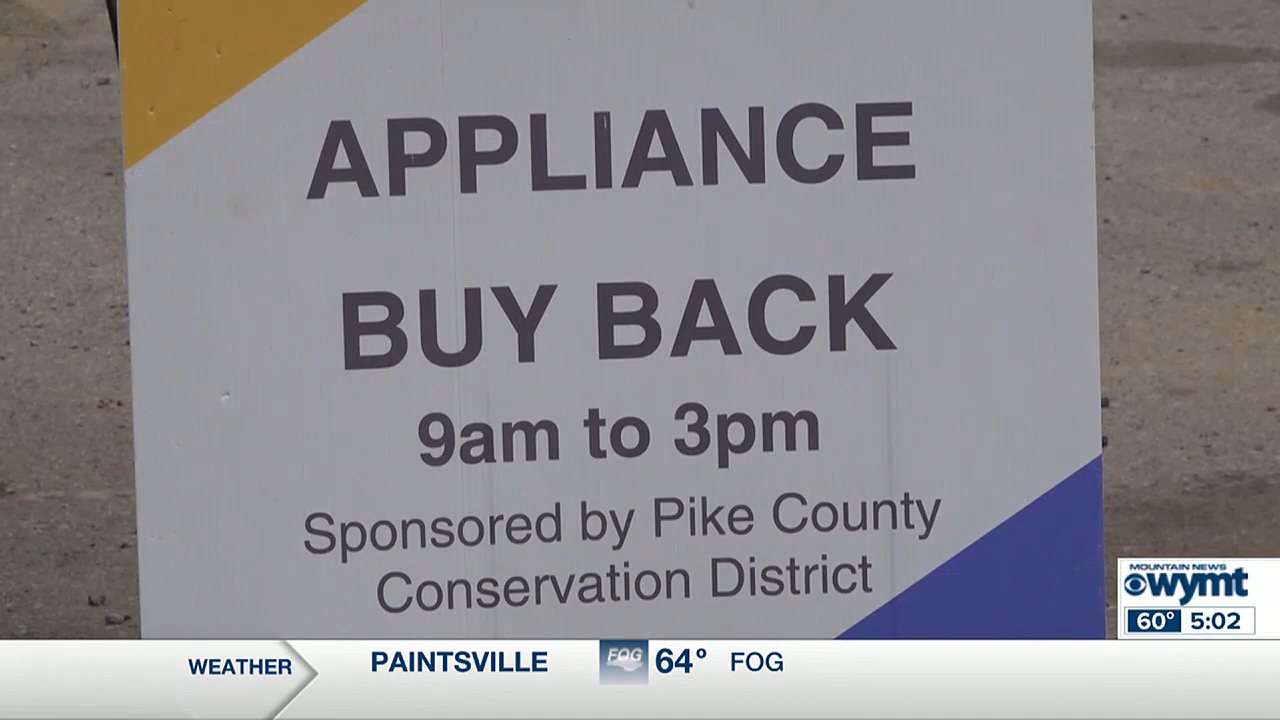 APPLIANCE
BUY BACK
9am to 3pm
Sponsored by Pike County
Conservation District
MOUNTAIN NEWS
wymt
60° 5:02
WEATHER PAINTSVILLE FOG 64° FOG